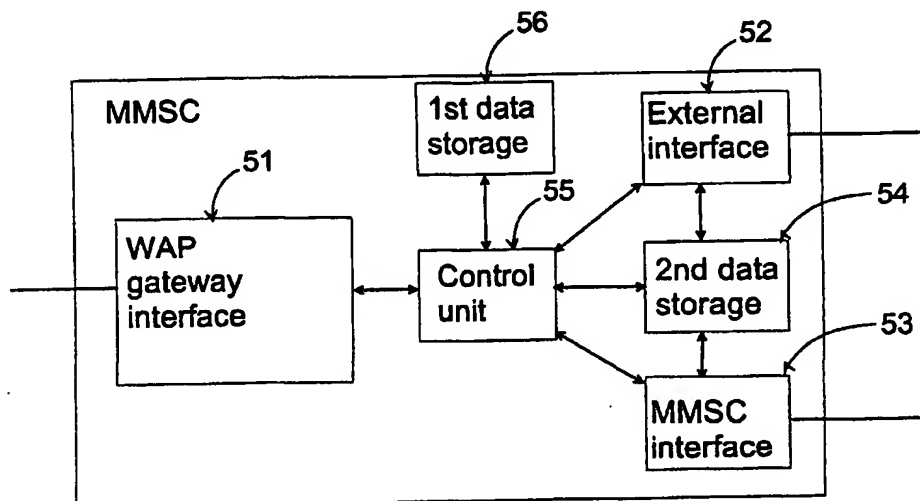 56
52
MMSC
1st data
storage
External
interface
51
55
54
WAP
gateway
interface
Control
unit
2nd data
storage
53
MMSC
interface